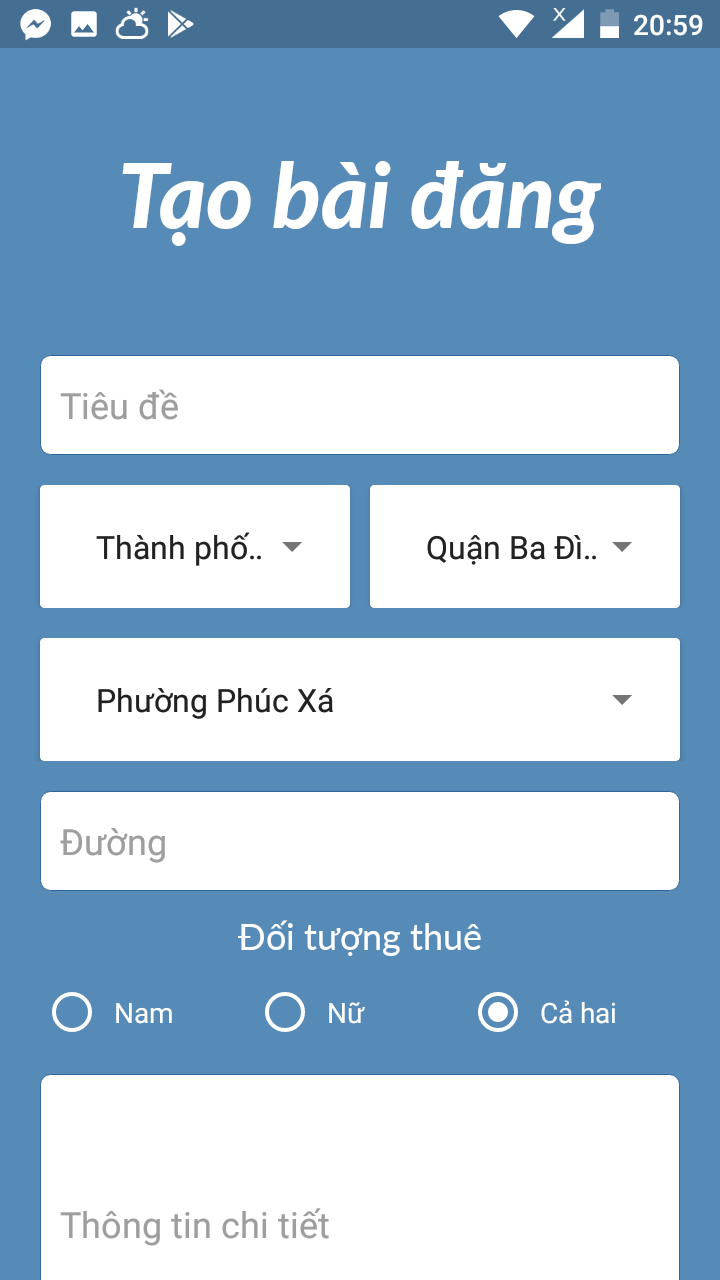 20:59
Tạo bài đăng
Tiêu đề
Thành phố..
Quận Ba Đì..
Phường Phúc Xá
Đường
Đối tượng thuê
Nam
Nữ
Cả hai
Thông tin chi tiết